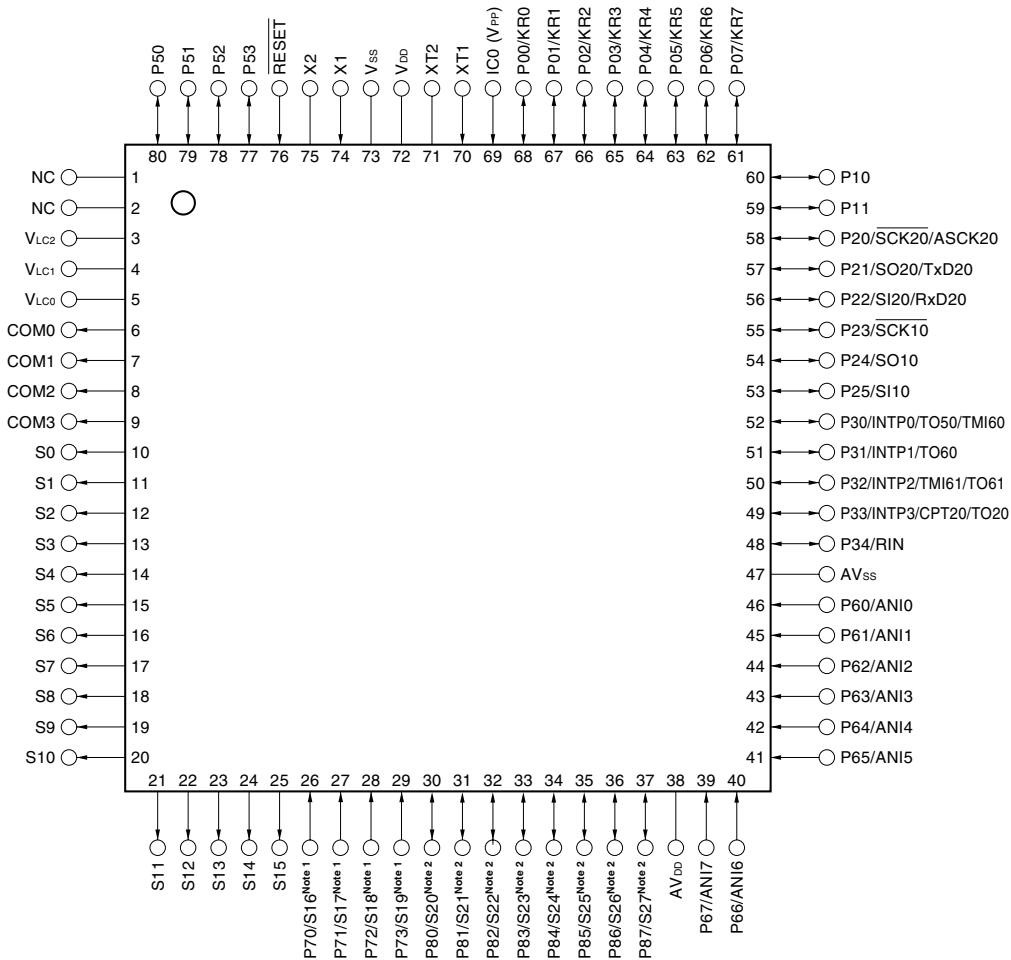 P50
P51
P52
P53
RESET
X2
X1
VSS
VDD
XT2
XT1
IC0 (VPP)
P00/KR0
P01/KR1
P02/KR2
P03/KR3
P04/KR4
P05/KR5
P06/KR6
P07/KR7
80 79 78 77 76 75 74 73 72 71 70 69 68 67 66 65 64 63 62 61
NC 1
NC 2
VLC2 3
VLC1 4
VLC0 5
COM0 6
COM1 7
COM2 8
COM3 9
S0 10
S1 11
S2 12
S3 13
S4 14
S5 15
S6 16
S7 17
S8 18
S9 19
S10 20
60 P10
59 P11
58 P20/SCK20/ASCK20
57 P21/SO20/TxD20
56 P22/SI20/RxD20
55 P23/SCK10
54 P24/SO10
53 P25/SI10
52 P30/INTP0/TO50/TMI60
51 P31/INTP1/TO60
50 P32/INTP2/TMI61/TO61
49 P33/INTP3/CPT20/TO20
48 P34/RIN
47 AVSS
46 P60/ANI0
45 P61/ANI1
44 P62/ANI2
43 P63/ANI3
42 P64/ANI4
41 P65/ANI5
21 22 23 24 25 26 27 28 29 30 31 32 33 34 35 36 37 38 39 40
S11
S12
S13
S14
S15
P70/S16Note 1
P71/S17Note 1
P72/S18Note 1
P73/S19Note 1
P80/S20Note 2
P81/S21Note 2
P82/S22Note 2
P83/S23Note 2
P84/S24Note 2
P85/S25Note 2
P86/S26Note 2
P87/S27Note 2
AVDD
P67/ANI7
P66/ANI6